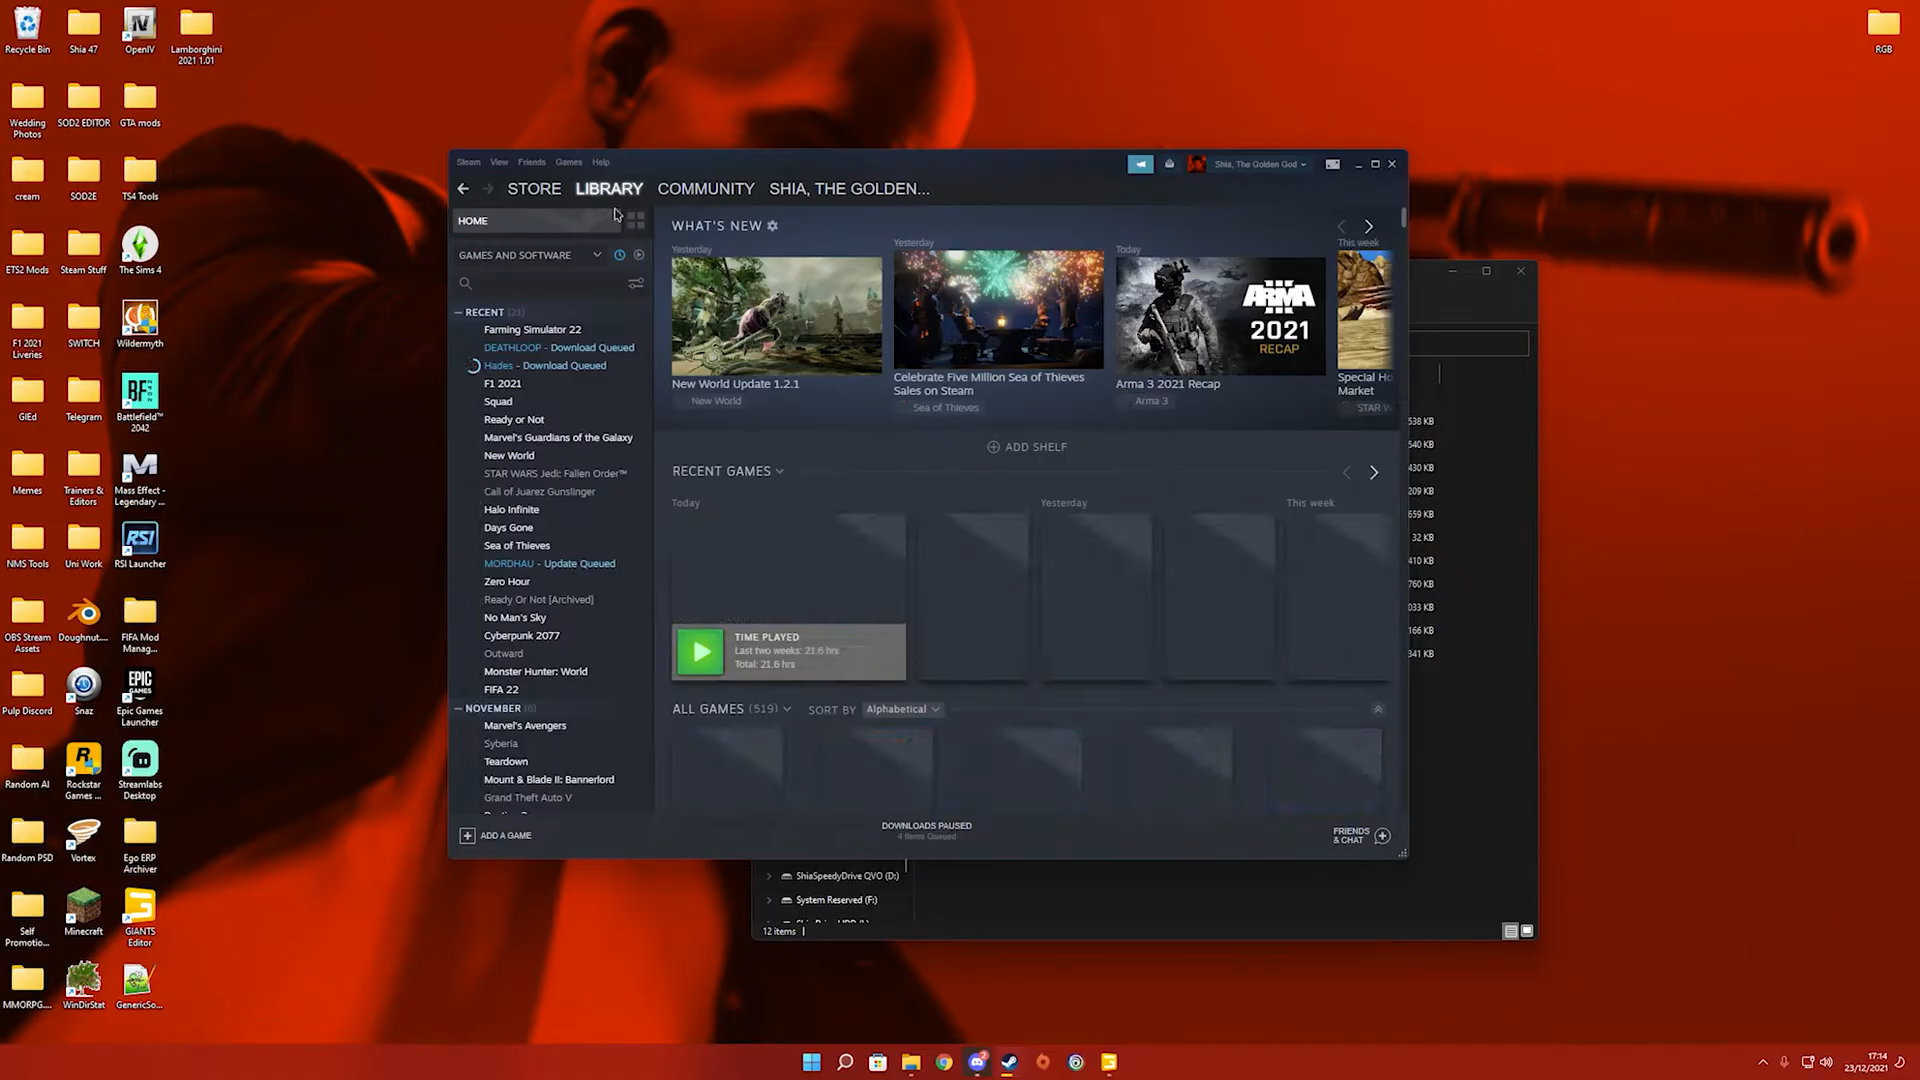 Recycle Bin
Shia 47
OpenIV
Lamborghini
2021 1.01
RGB
Wedding
Photos
SOD2 EDITOR
GTA mods
cream
SOD2E
TS4 Tools
ETS2 Mods
Steam Stuff
The Sims 4
F1 2021
Liveries
SWITCH
Wildermyth
GIEd
Telegram
Battlefield™
2042
Memes
Trainers &
Editors
Mass Effect -
Legendary ...
NMS Tools
Uni Work
RSI Launcher
OBS Stream
Assets
Doughnut....
FIFA Mod
Manag...
Pulp Discord
Snaz
Epic Games
Launcher
Random AI
Rockstar
Games ...
Streamlabs
Desktop
Random PSD
Vortex
Ego ERP
Archiver
Self
Promotio...
Minecraft
GIANTS
Editor
MMORPG....
WinDirStat
GenericSo...
Steam View Friends Games Help
Shia, The Golden God
STORE LIBRARY COMMUNITY SHIA, THE GOLDEN...
HOME
GAMES AND SOFTWARE
RECENT (21)
Farming Simulator 22
DEATHLOOP - Download Queued
Hades - Download Queued
F1 2021
Squad
Ready or Not
Marvel's Guardians of the Galaxy
New World
STAR WARS Jedi: Fallen Order™
Call of Juarez Gunslinger
Halo Infinite
Days Gone
Sea of Thieves
MORDHAU - Update Queued
Zero Hour
Ready Or Not [Archived]
No Man's Sky
Cyberpunk 2077
Outward
Monster Hunter: World
FIFA 22
NOVEMBER (6)
Marvel's Avengers
Syberia
Teardown
Mount & Blade II: Bannerlord
Grand Theft Auto V
ADD A GAME
WHAT'S NEW
Yesterday
Yesterday
Today
This week
ARMA
III
2021
RECAP
New World Update 1.2.1
New World
Celebrate Five Million Sea of Thieves
Sales on Steam
Sea of Thieves
Arma 3 2021 Recap
Arma 3
Special Ho
Market
STAR W
ADD SHELF
RECENT GAMES
Today
Yesterday
This week
TIME PLAYED
Last two weeks: 21.6 hrs
Total: 21.6 hrs
ALL GAMES (519)
SORT BY
Alphabetical
DOWNLOADS PAUSED
4 Items Queued
FRIENDS
& CHAT
538 KB
540 KB
430 KB
209 KB
659 KB
32 KB
410 KB
760 KB
033 KB
166 KB
341 KB
ShiaSpeedyDrive QVO (D:)
System Reserved (F:)
12 items
17:14
23/12/2021